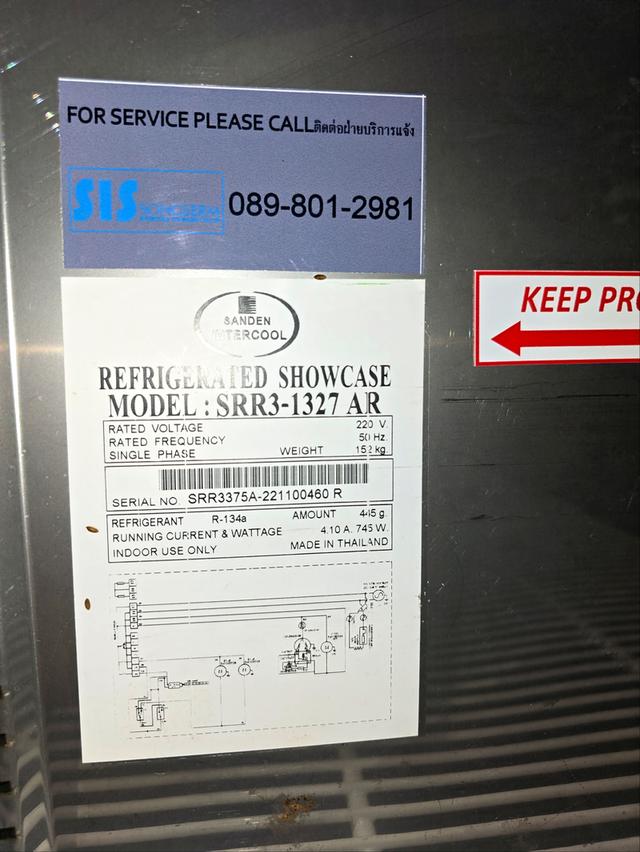 FOR SERVICE PLEASE CALLติดต่อฝ่ายบริการแจ้ง
SIS
089-801-2981
SANDEN
INTERCOOL
KEEP PRO
REFRIGERATED SHOWCASE
MODEL : SRR3-1327 AR
RATED VOLTAGE 220 V.
RATED FREQUENCY 50 Hz.
SINGLE PHASE WEIGHT 152 kg.
SERIAL NO. SRR3375A-221100460 R
REFRIGERANT R-134a AMOUNT 445 g.
RUNNING CURRENT & WATTAGE 4.10 A. 745 W.
INDOOR USE ONLY MADE IN THAILAND